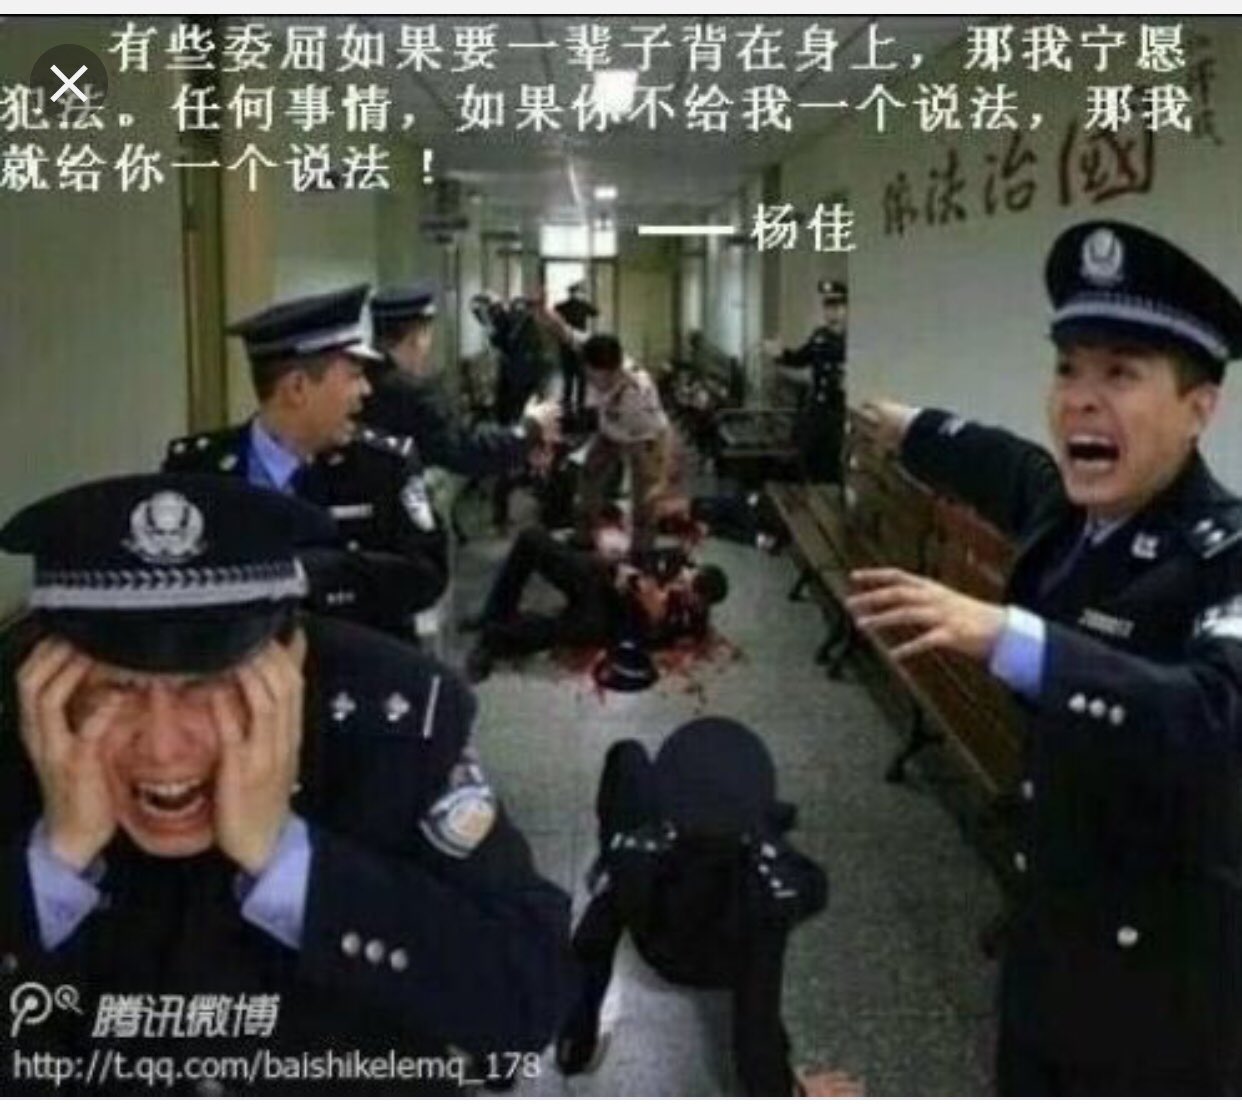 有些委屈如果要一辈子背在身上，那我宁愿
犯法。任何事情，如果你不给我一个说法，那我
就给你一个说法！
—— 杨佳
依法治國
腾讯微博
http://t.qq.com/baishikelemq_178